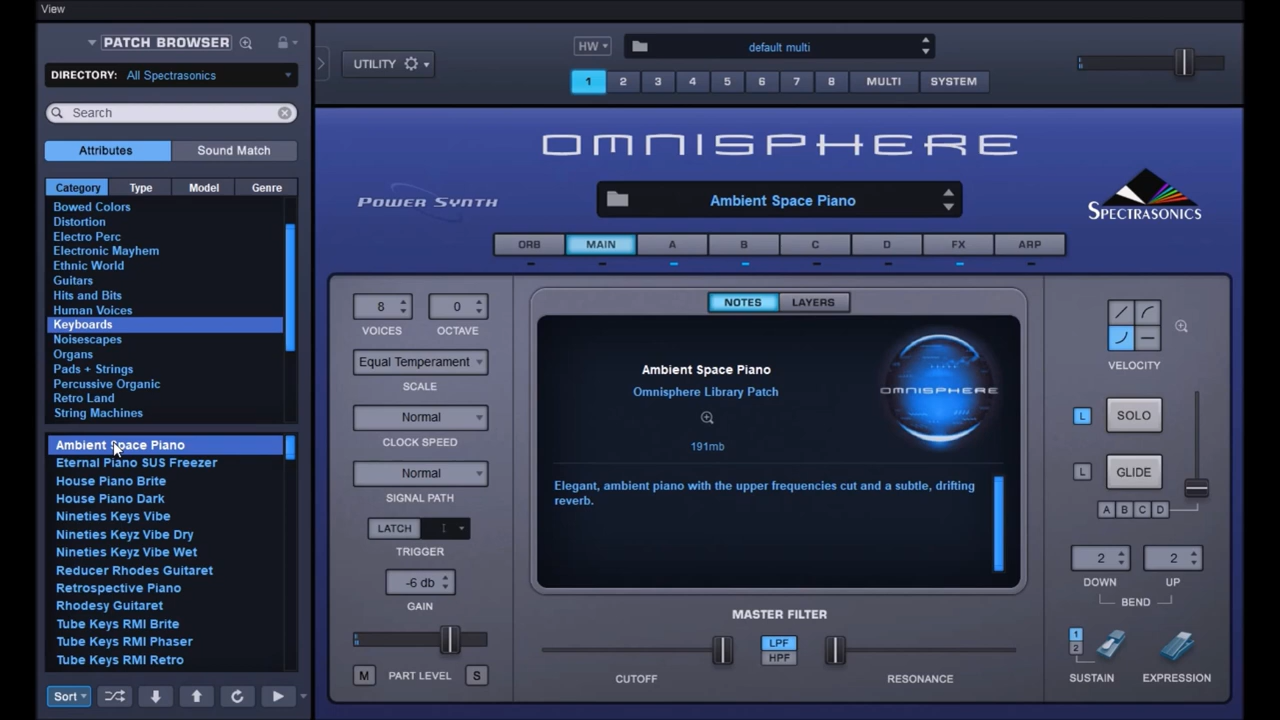 View
PATCH BROWSER
DIRECTORY: All Spectrasonics
Search
Attributes
Sound Match
Category
Type
Model
Genre
Bowed Colors
Distortion
Electro Perc
Electronic Mayhem
Ethnic World
Guitars
Hits and Bits
Human Voices
Keyboards
Noisescapes
Organs
Pads + Strings
Percussive Organic
Retro Land
String Machines
Ambient Space Piano
Eternal Piano SUS Freezer
House Piano Brite
House Piano Dark
Nineties Keys Vibe
Nineties Keyz Vibe Dry
Nineties Keyz Vibe Wet
Reducer Rhodes Guitaret
Retrospective Piano
Rhodesy Guitaret
Tube Keys RMI Brite
Tube Keys RMI Phaser
Tube Keys RMI Retro
Sort
UTILITY
HW
default multi
1 2 3 4 5 6 7 8 MULTI SYSTEM
OMNISPHERE
POWER SYNTH
Ambient Space Piano
SPECTRASONICS
ORB MAIN A B C D FX ARP
8
0
VOICES
OCTAVE
Equal Temperament
SCALE
Normal
CLOCK SPEED
Normal
SIGNAL PATH
LATCH
TRIGGER
-6 db
GAIN
M PART LEVEL S
NOTES
LAYERS
Ambient Space Piano
Omnisphere Library Patch
191mb
OMNISPHERE
Elegant, ambient piano with the upper frequencies cut and a subtle, drifting
reverb.
MASTER FILTER
LPF
HPF
CUTOFF
RESONANCE
VELOCITY
L SOLO
L GLIDE
A B C D
2
2
DOWN
UP
BEND
1
2
SUSTAIN
EXPRESSION